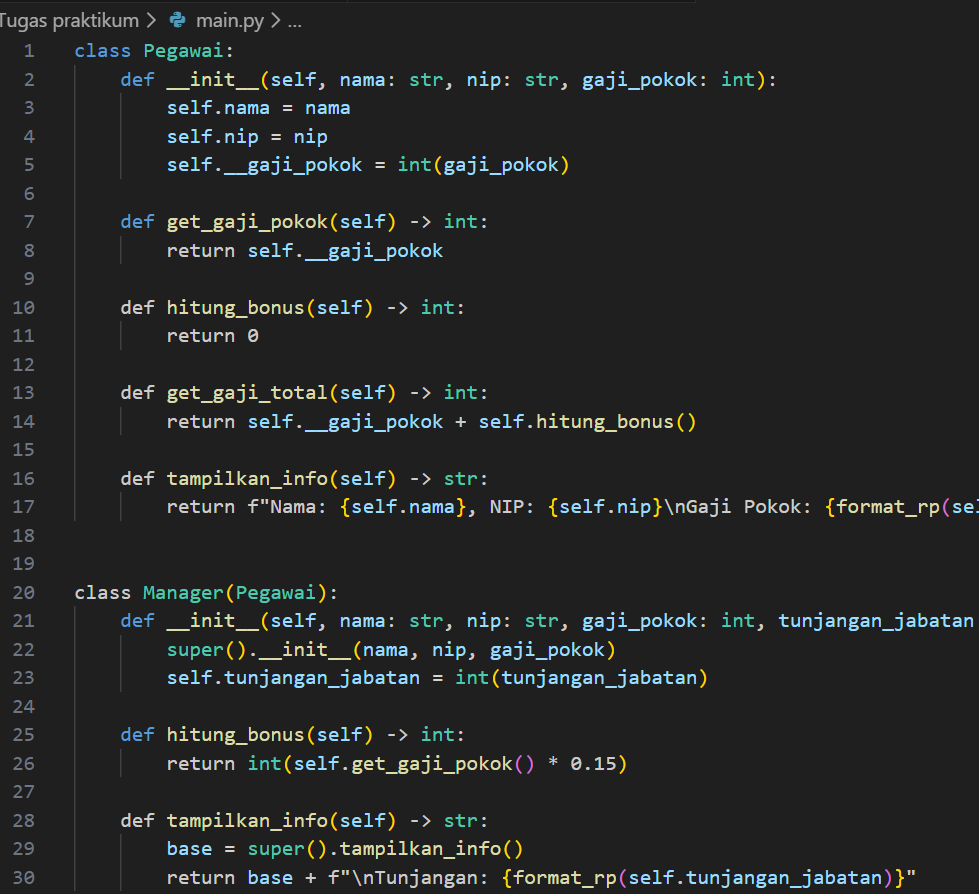 Tugas praktikum > main.py > ...
1 class Pegawai:
2     def __init__(self, nama: str, nip: str, gaji_pokok: int):
3         self.nama = nama
4         self.nip = nip
5         self.__gaji_pokok = int(gaji_pokok)
6
7     def get_gaji_pokok(self) -> int:
8         return self.__gaji_pokok
9
10     def hitung_bonus(self) -> int:
11         return 0
12
13     def get_gaji_total(self) -> int:
14         return self.__gaji_pokok + self.hitung_bonus()
15
16     def tampilkan_info(self) -> str:
17         return f"Nama: {self.nama}, NIP: {self.nip}\nGaji Pokok: {format_rp(sel
18
19
20 class Manager(Pegawai):
21     def __init__(self, nama: str, nip: str, gaji_pokok: int, tunjangan_jabatan
22         super().__init__(nama, nip, gaji_pokok)
23         self.tunjangan_jabatan = int(tunjangan_jabatan)
24
25     def hitung_bonus(self) -> int:
26         return int(self.get_gaji_pokok() * 0.15)
27
28     def tampilkan_info(self) -> str:
29         base = super().tampilkan_info()
30         return base + f"\nTunjangan: {format_rp(self.tunjangan_jabatan)}"